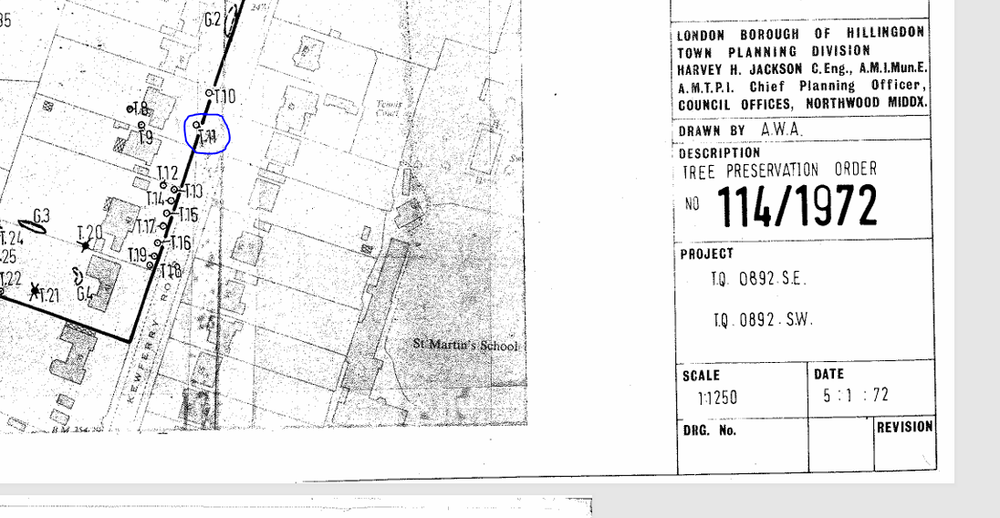 G.2
T.10
T.8
T.9
T.11
Tennis
Court
T.12
T.13
T.14
T.15
T.17
T.16
T.19
T.18
G.3
T.20
T.24
T.22
T.21
G.4
KEWFERRY ROAD
St Martin's School
LONDON BOROUGH OF HILLINGDON
TOWN PLANNING DIVISION
HARVEY H. JACKSON C.Eng., A.M.I.Mun.E.
A.M.T.P.I. Chief Planning Officer,
COUNCIL OFFICES, NORTHWOOD MIDDX.
DRAWN BY A.W.A.
DESCRIPTION
TREE PRESERVATION ORDER
NO 114/1972
PROJECT
T.Q. 0892.S.E.
T.Q. 0892.S.W.
SCALE
1:1250
DATE
5:1:72
DRG. No.
REVISION